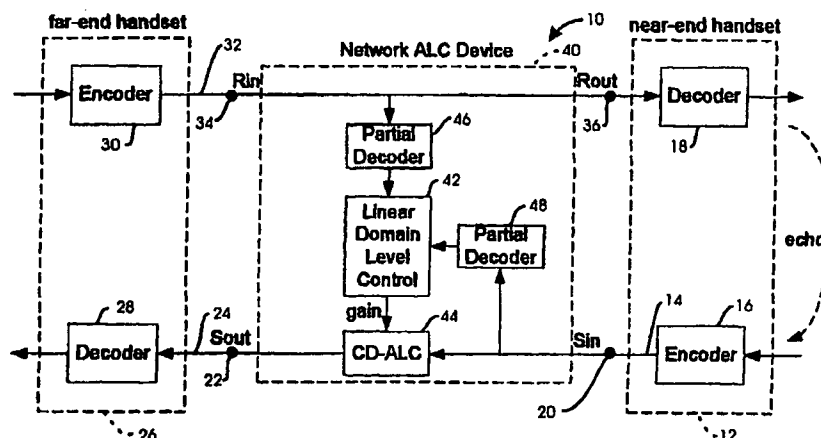 far-end handset
10
Network ALC Device
40
near-end handset
32
Encoder
30
Rin
34
Rout
36
Decoder
18
Partial
Decoder
46
42
Linear
Domain
Level
Control
48
Partial
Decoder
echo
gain
28
Decoder
24
Sout
22
44
CD-ALC
Sin
20
14
16
Encoder
26
12